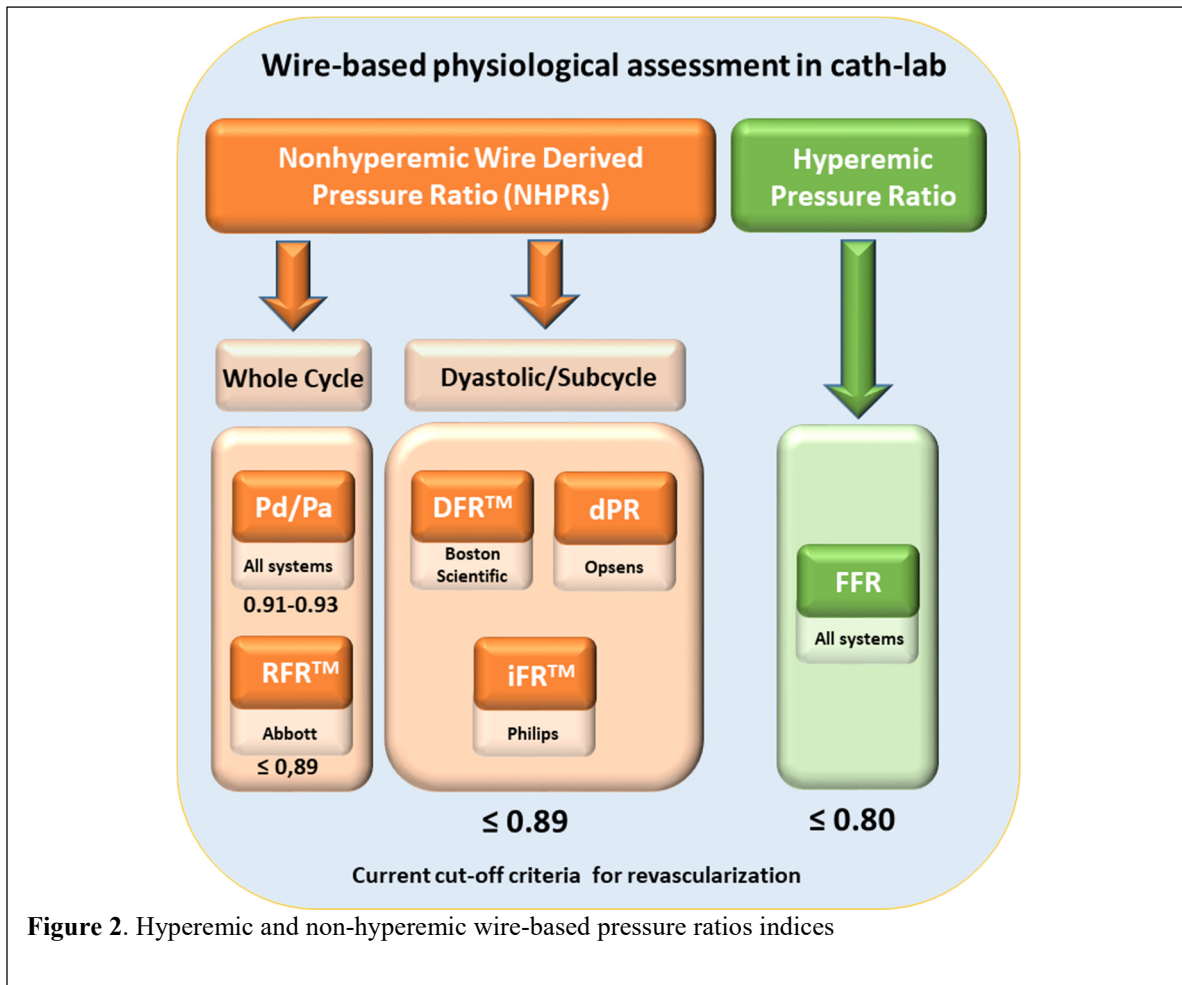 Wire-based physiological assessment in cath-lab
Nonhyperemic Wire Derived
Pressure Ratio (NHPRs)
Hyperemic
Pressure Ratio
Whole Cycle
Dyastolic/Subcycle
Pd/Pa
All systems
0.91-0.93
RFR™
Abbott
≤ 0,89
DFR™
Boston
Scientific
dPR
Opsens
iFR™
Philips
≤ 0.89
FFR
All systems
≤ 0.80
Current cut-off criteria for revascularization
Figure 2. Hyperemic and non-hyperemic wire-based pressure ratios indices